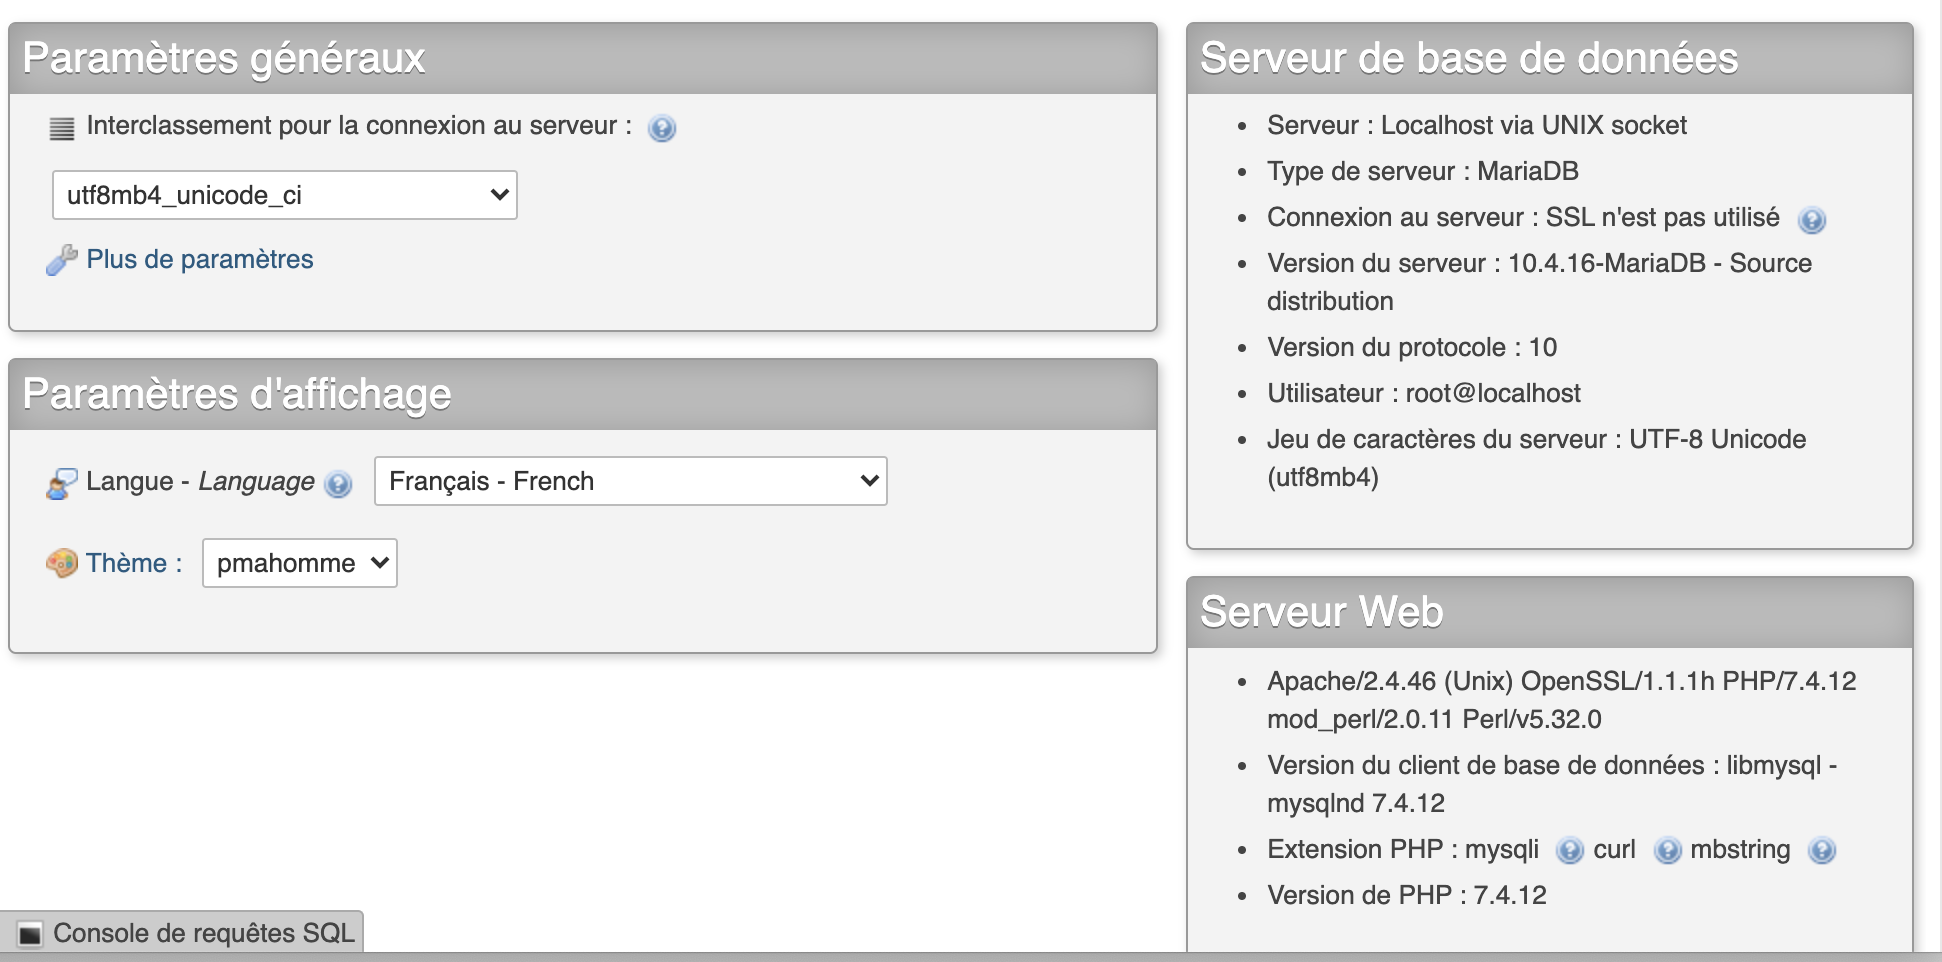 Paramètres généraux
Interclassement pour la connexion au serveur :
utf8mb4_unicode_ci
Plus de paramètres
Paramètres d'affichage
Langue - Language Français - French
Thème : pmahomme
Console de requêtes SQL
Serveur de base de données
Serveur : Localhost via UNIX socket
Type de serveur : MariaDB
Connexion au serveur : SSL n'est pas utilisé
Version du serveur : 10.4.16-MariaDB - Source
distribution
Version du protocole : 10
Utilisateur : root@localhost
Jeu de caractères du serveur : UTF-8 Unicode
(utf8mb4)
Serveur Web
Apache/2.4.46 (Unix) OpenSSL/1.1.1h PHP/7.4.12
mod_perl/2.0.11 Perl/v5.32.0
Version du client de base de données : libmysql -
mysqlnd 7.4.12
Extension PHP : mysqli curl mbstring
Version de PHP : 7.4.12